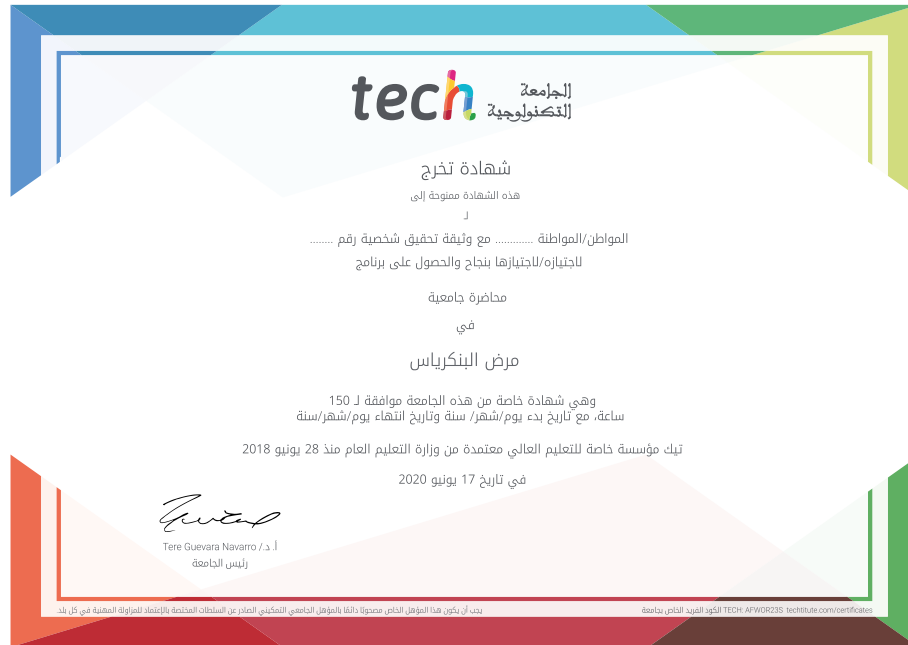 tech الجامعة
التكنولوجية
شهادة تخرج
هذه الشهادة ممنوحة إلى
لـ
المواطن/المواطنة ............ مع وثيقة تحقيق شخصية رقم ........
لاجتيازه/لاجتيازها بنجاح والحصول على برنامج
محاضرة جامعية
في
مرض البنكرياس
وهي شهادة خاصة من هذه الجامعة موافقة لـ 150
ساعة، مع تاريخ بدء يوم/شهر/ سنة وتاريخ انتهاء يوم/شهر/سنة
تيك مؤسسة خاصة للتعليم العالي معتمدة من وزارة التعليم العام منذ 28 يونيو 2018
في تاريخ 17 يونيو 2020
أ. د./ Tere Guevara Navarro
رئيس الجامعة
يجب أن يكون هذا المؤهل الخاص مصحوبًا دائمًا بالمؤهل الجامعي التمكيني الصادر عن السلطات المختصة بالإعتماد للمزاولة المهنية في كل بلد.
الكود الفريد الخاص بجامعة TECH: AFWOR23S techtitute.com/certificates